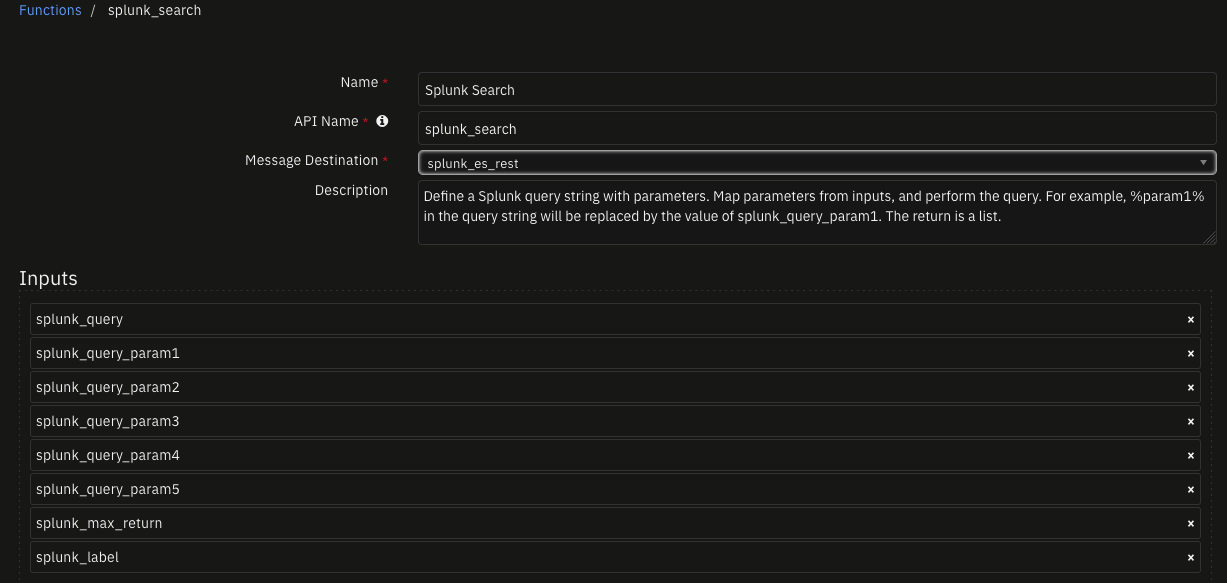 Functions / splunk_search
Name *
Splunk Search
API Name *
splunk_search
Message Destination *
splunk_es_rest
Description
Define a Splunk query string with parameters. Map parameters from inputs, and perform the query. For example, %param1%
in the query string will be replaced by the value of splunk_query_param1. The return is a list.
Inputs
splunk_query ×
splunk_query_param1 ×
splunk_query_param2 ×
splunk_query_param3 ×
splunk_query_param4 ×
splunk_query_param5 ×
splunk_max_return ×
splunk_label ×